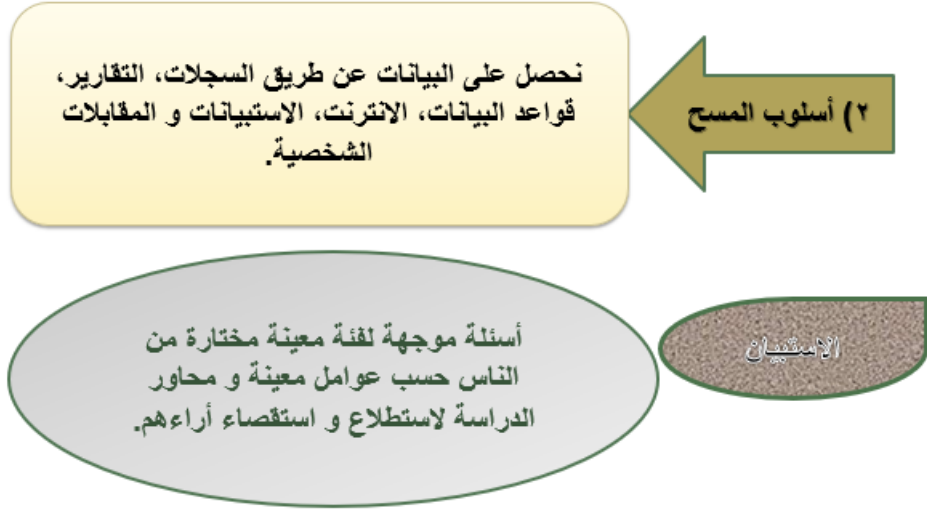 ٢) أسلوب المسح
نحصل على البيانات عن طريق السجلات، التقارير،
قواعد البيانات، الانترنت، الاستبيانات و المقابلات
الشخصية.
الاستبيان
أسئلة موجهة لفئة معينة مختارة من
الناس حسب عوامل معينة و محاور
الدراسة لاستطلاع و استقصاء أراءهم.